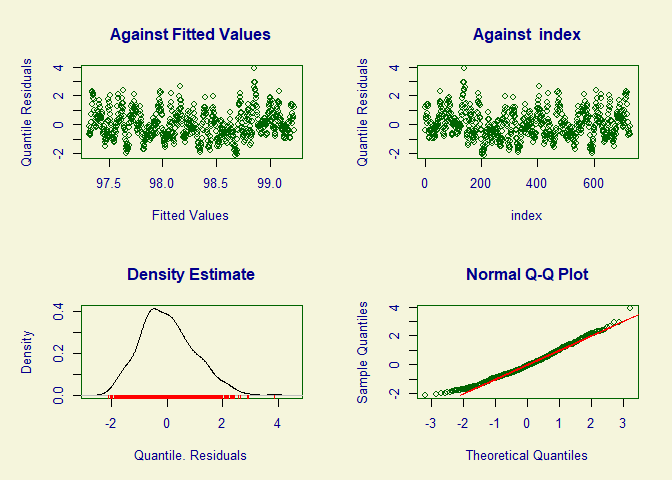 Against Fitted Values
Quantile Residuals
-2 0 2 4
97.5 98.0 98.5 99.0
Fitted Values
Against  index
Quantile Residuals
-2 0 2 4
0 200 400 600
index
Density Estimate
Density
0.0 0.2 0.4
-2 0 2 4
Quantile. Residuals
Normal Q-Q Plot
Sample Quantiles
-2 0 2 4
-3 -2 -1 0 1 2 3
Theoretical Quantiles